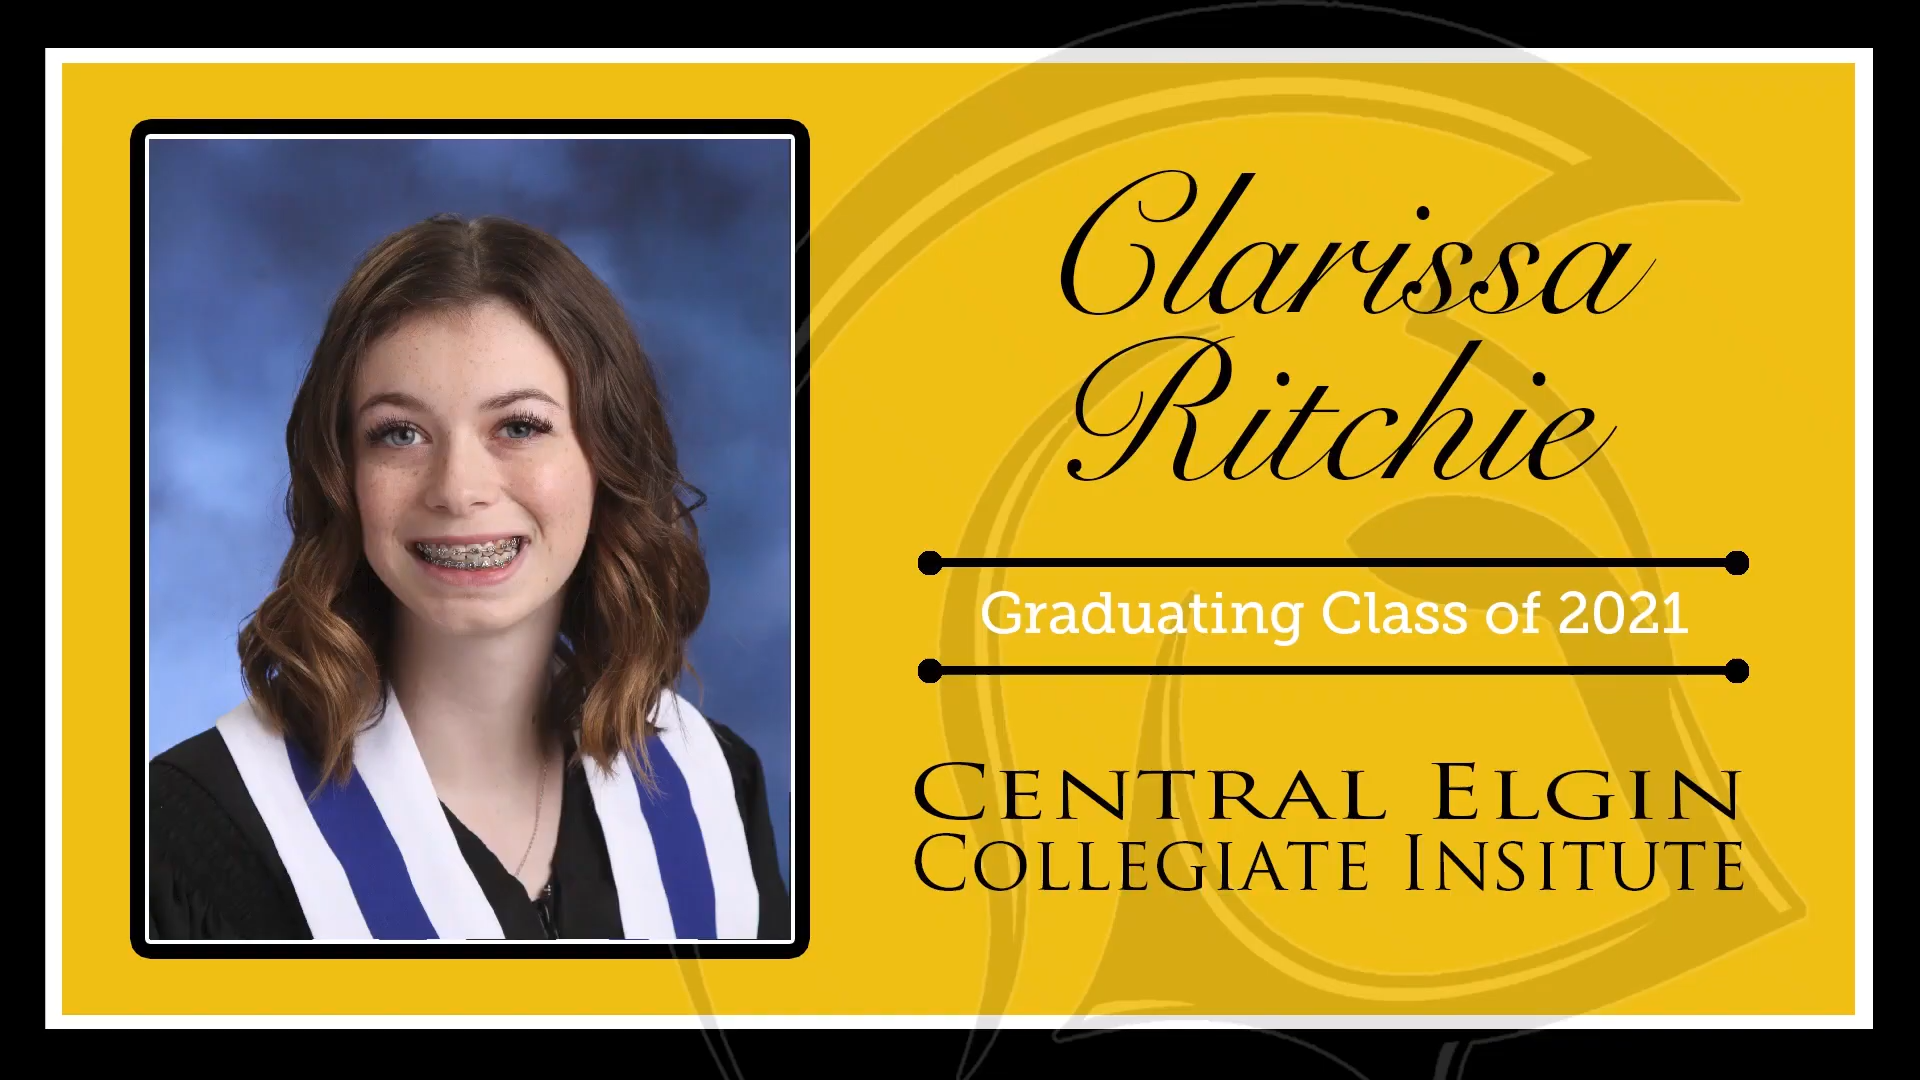 Clarissa
Ritchie
Graduating Class of 2021
CENTRAL ELGIN
COLLEGIATE INSITUTE